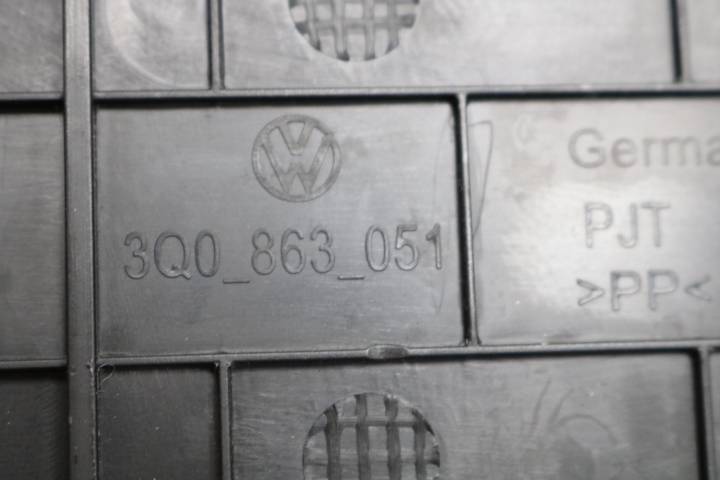 3Q0_863_051
Germa
PJT
>PP<